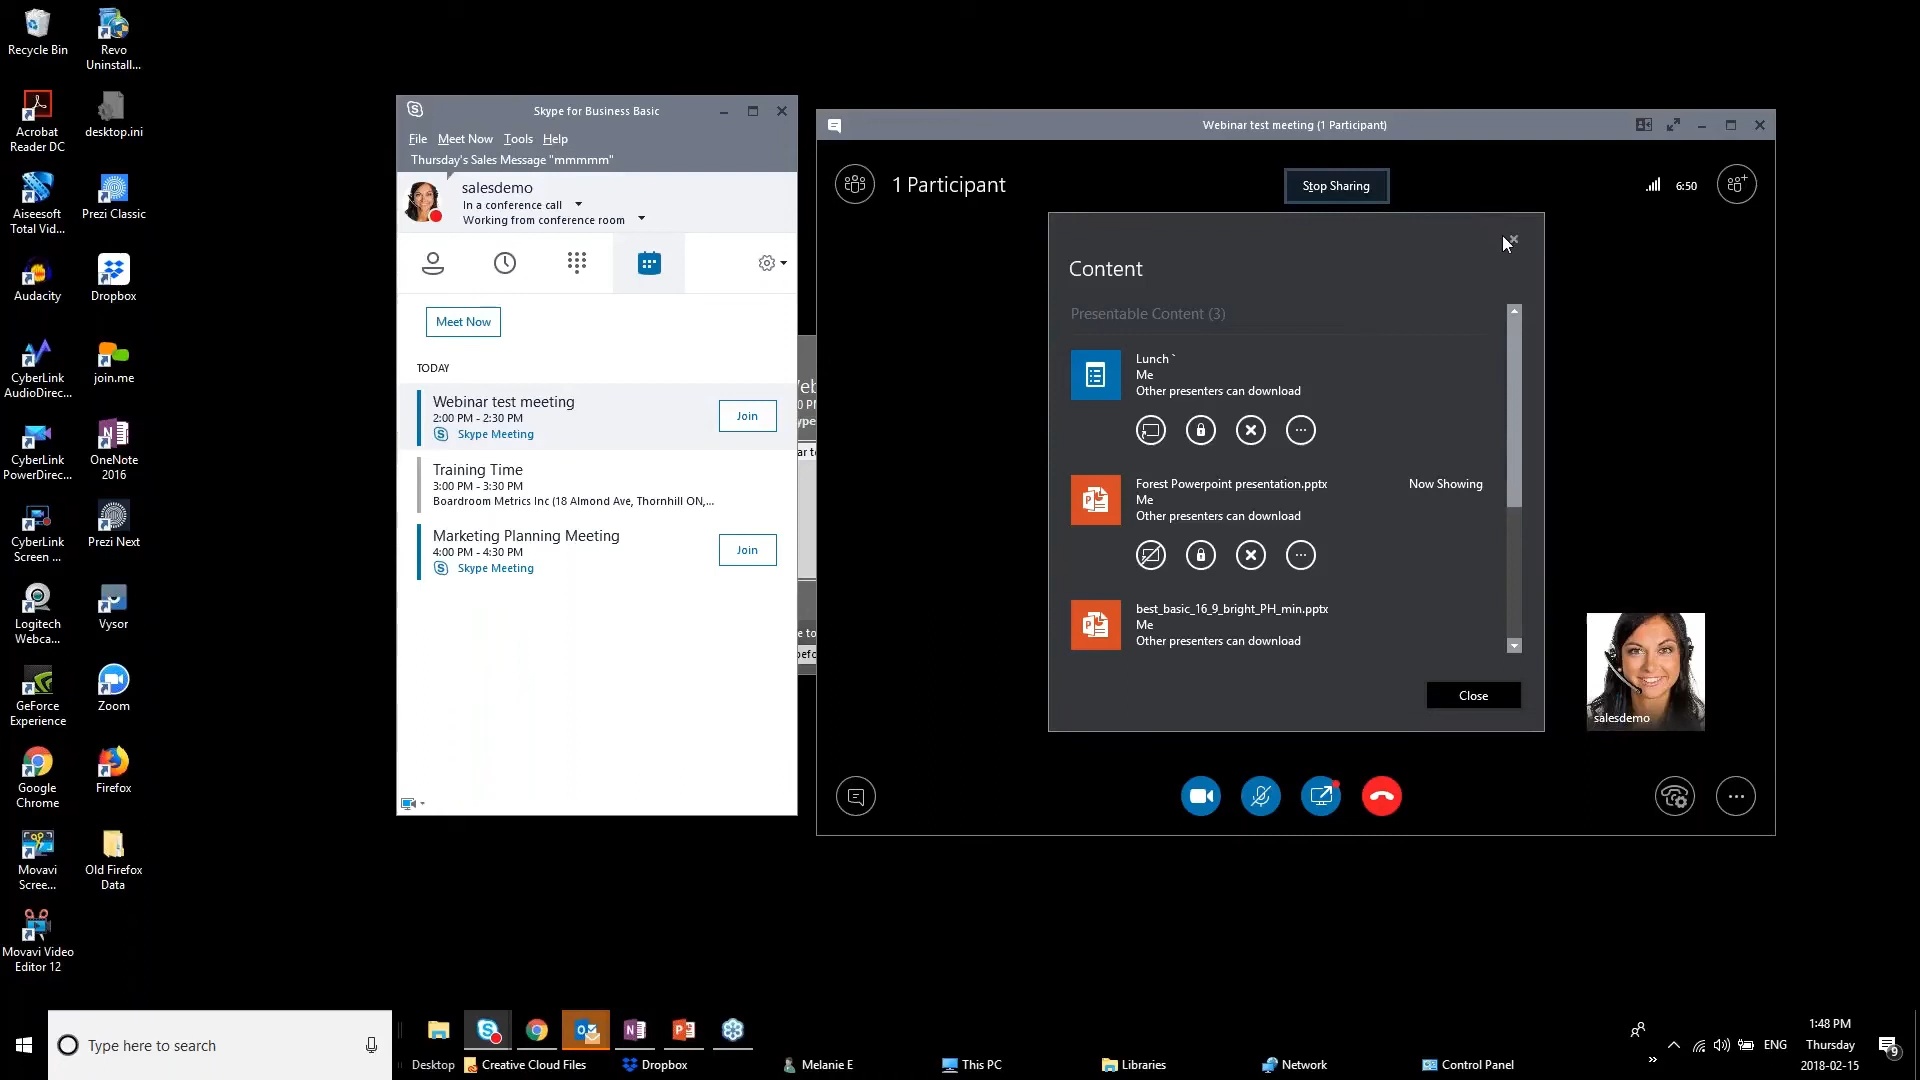 Recycle Bin
Revo
Uninstall...
Acrobat
Reader DC
desktop.ini
Aiseesoft
Total Vid...
Prezi Classic
Audacity
Dropbox
CyberLink
AudioDirec...
join.me
CyberLink
PowerDirec...
OneNote
2016
CyberLink
Screen ...
Prezi Next
Logitech
Webca...
Vysor
GeForce
Experience
Zoom
Google
Chrome
Firefox
Movavi
Scree...
Old Firefox
Data
Movavi Video
Editor 12
Skype for Business Basic
File Meet Now Tools Help
Thursday's Sales Message "mmmmm"
salesdemo
In a conference call
Working from conference room
Meet Now
TODAY
Webinar test meeting
2:00 PM - 2:30 PM
Skype Meeting
Join
Training Time
3:00 PM - 3:30 PM
Boardroom Metrics Inc (18 Almond Ave, Thornhill ON,...
Marketing Planning Meeting
4:00 PM - 4:30 PM
Skype Meeting
Join
Webinar test meeting (1 Participant)
1 Participant
Stop Sharing
6:50
Content
Presentable Content (3)
Lunch `
Me
Other presenters can download
Forest Powerpoint presentation.pptx
Now Showing
Me
Other presenters can download
best_basic_16_9_bright_PH_min.pptx
Me
Other presenters can download
Close
salesdemo
Type here to search
Desktop
Creative Cloud Files
Dropbox
Melanie E
This PC
Libraries
Network
Control Panel
ENG
1:48 PM
Thursday
2018-02-15
9